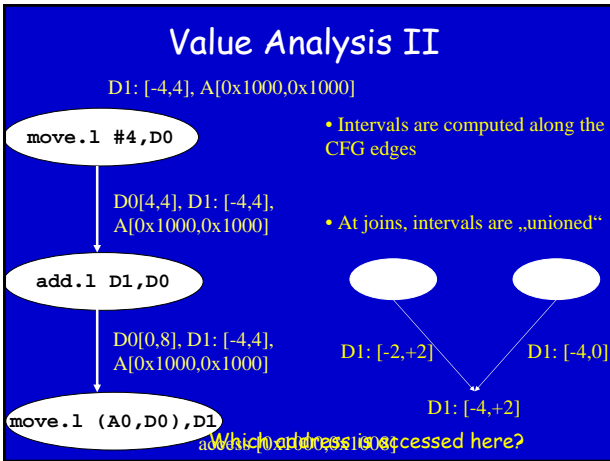 Value Analysis II
D1: [-4,4], A[0x1000,0x1000]
move.l #4,D0
D0[4,4], D1: [-4,4],
A[0x1000,0x1000]
add.l D1,D0
D0[0,8], D1: [-4,4],
A[0x1000,0x1000]
move.l (A0,D0),D1
access [0x1000,0x1008]
Which address is accessed here?
• Intervals are computed along the
CFG edges
• At joins, intervals are „unioned“
D1: [-2,+2]
D1: [-4,0]
D1: [-4,+2]